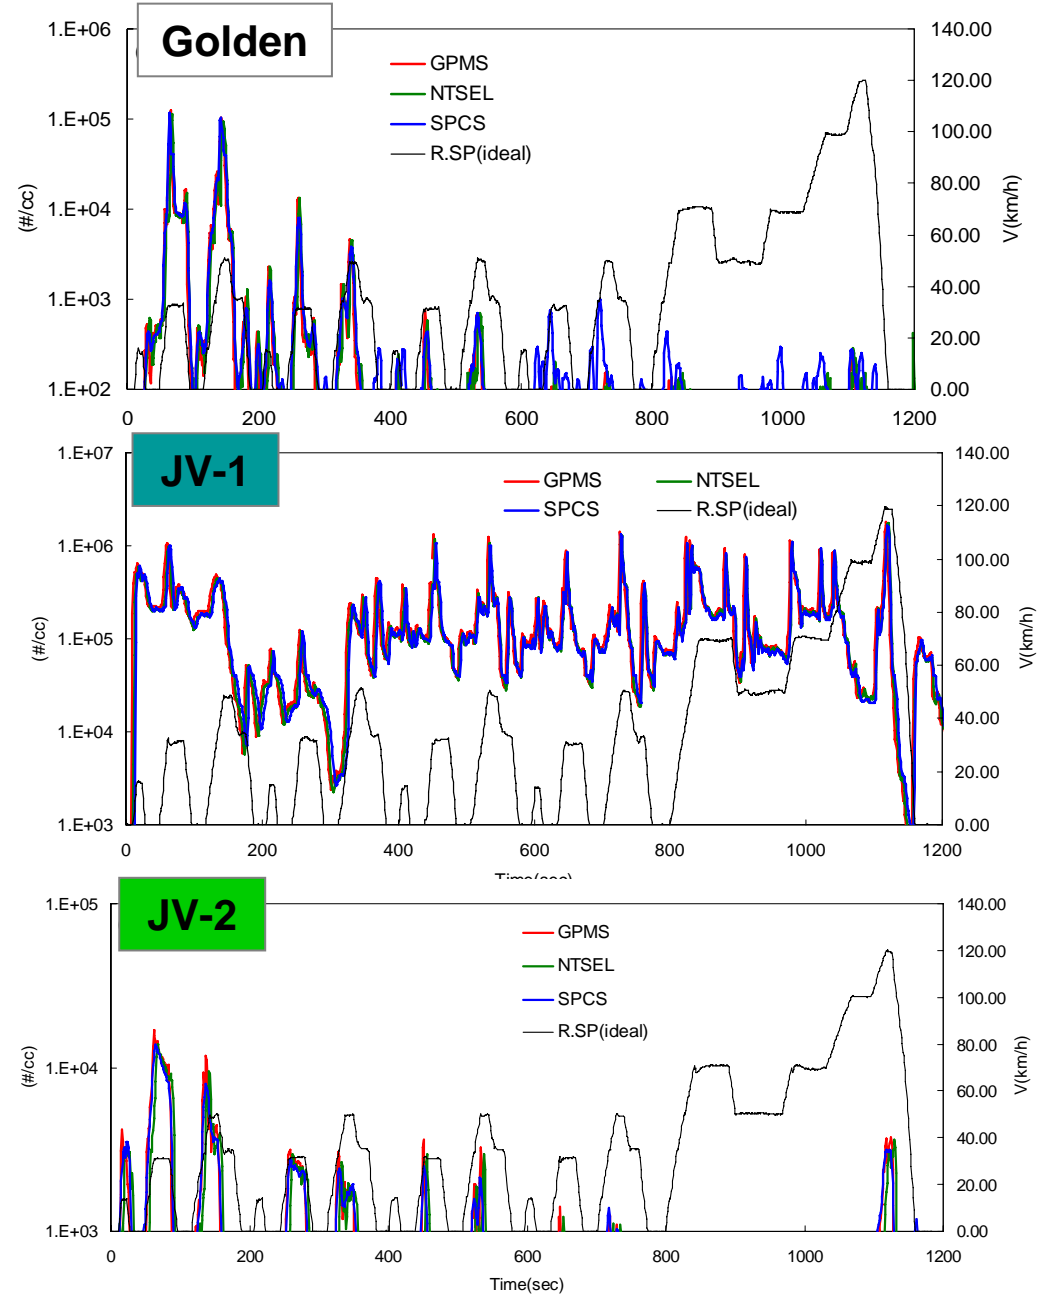 Golden
1.E+06
1.E+05
1.E+04
1.E+03
1.E+02
(#/cc)
GPMS
NTSEL
SPCS
R.SP(ideal)
140.00
120.00
100.00
80.00
60.00
40.00
20.00
0.00
V(km/h)
0 200 400 600 800 1000 1200
JV-1
1.E+07
1.E+06
1.E+05
1.E+04
1.E+03
(#/cc)
GPMS NTSEL
SPCS R.SP(ideal)
140.00
120.00
100.00
80.00
60.00
40.00
20.00
0.00
V(km/h)
0 200 400 600 800 1000 1200
Time(sec)
JV-2
1.E+05
1.E+04
1.E+03
(#/cc)
GPMS
NTSEL
SPCS
R.SP(ideal)
140.00
120.00
100.00
80.00
60.00
40.00
20.00
0.00
V(km/h)
0 200 400 600 800 1000 1200
Time(sec)